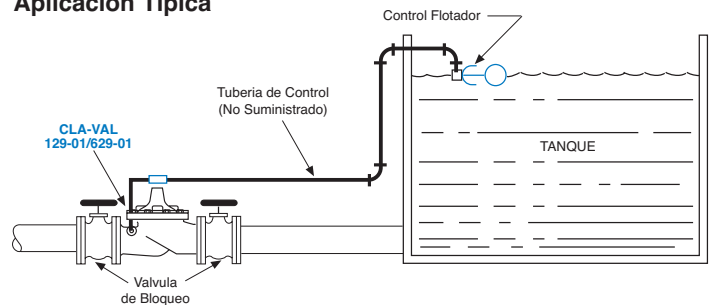 Aplicación Típica
Control Flotador
Tuberia de Control
(No Suministrado)
CLA-VAL
129-01/629-01
TANQUE
Valvula
de Bloqueo